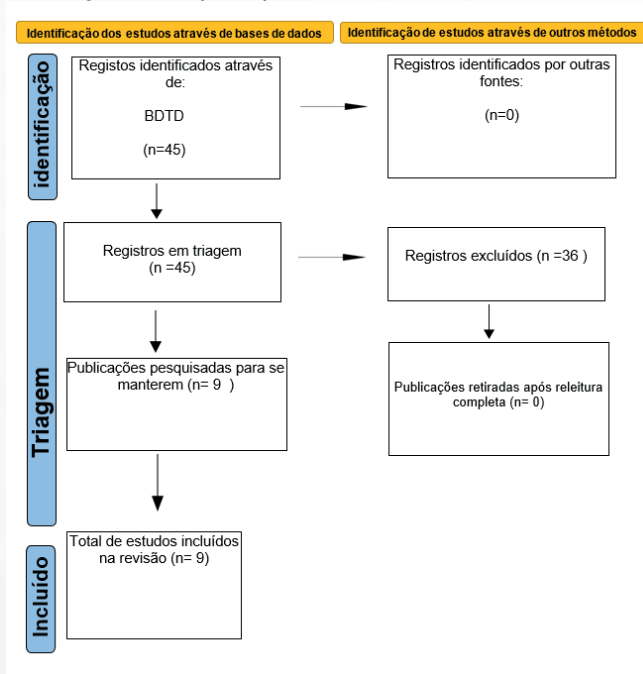 Identificação dos estudos através de bases de dados
Identificação de estudos através de outros métodos
identificação
Registos identificados através
de:
BDTD
(n=45)
Registros identificados por outras
fontes:
(n=0)
Triagem
Registros em triagem
(n =45)
Registros excluídos (n =36 )
Publicações pesquisadas para se
manterem (n= 9 )
Publicações retiradas após releitura
completa (n= 0)
Incluído
Total de estudos incluídos
na revisão (n= 9)